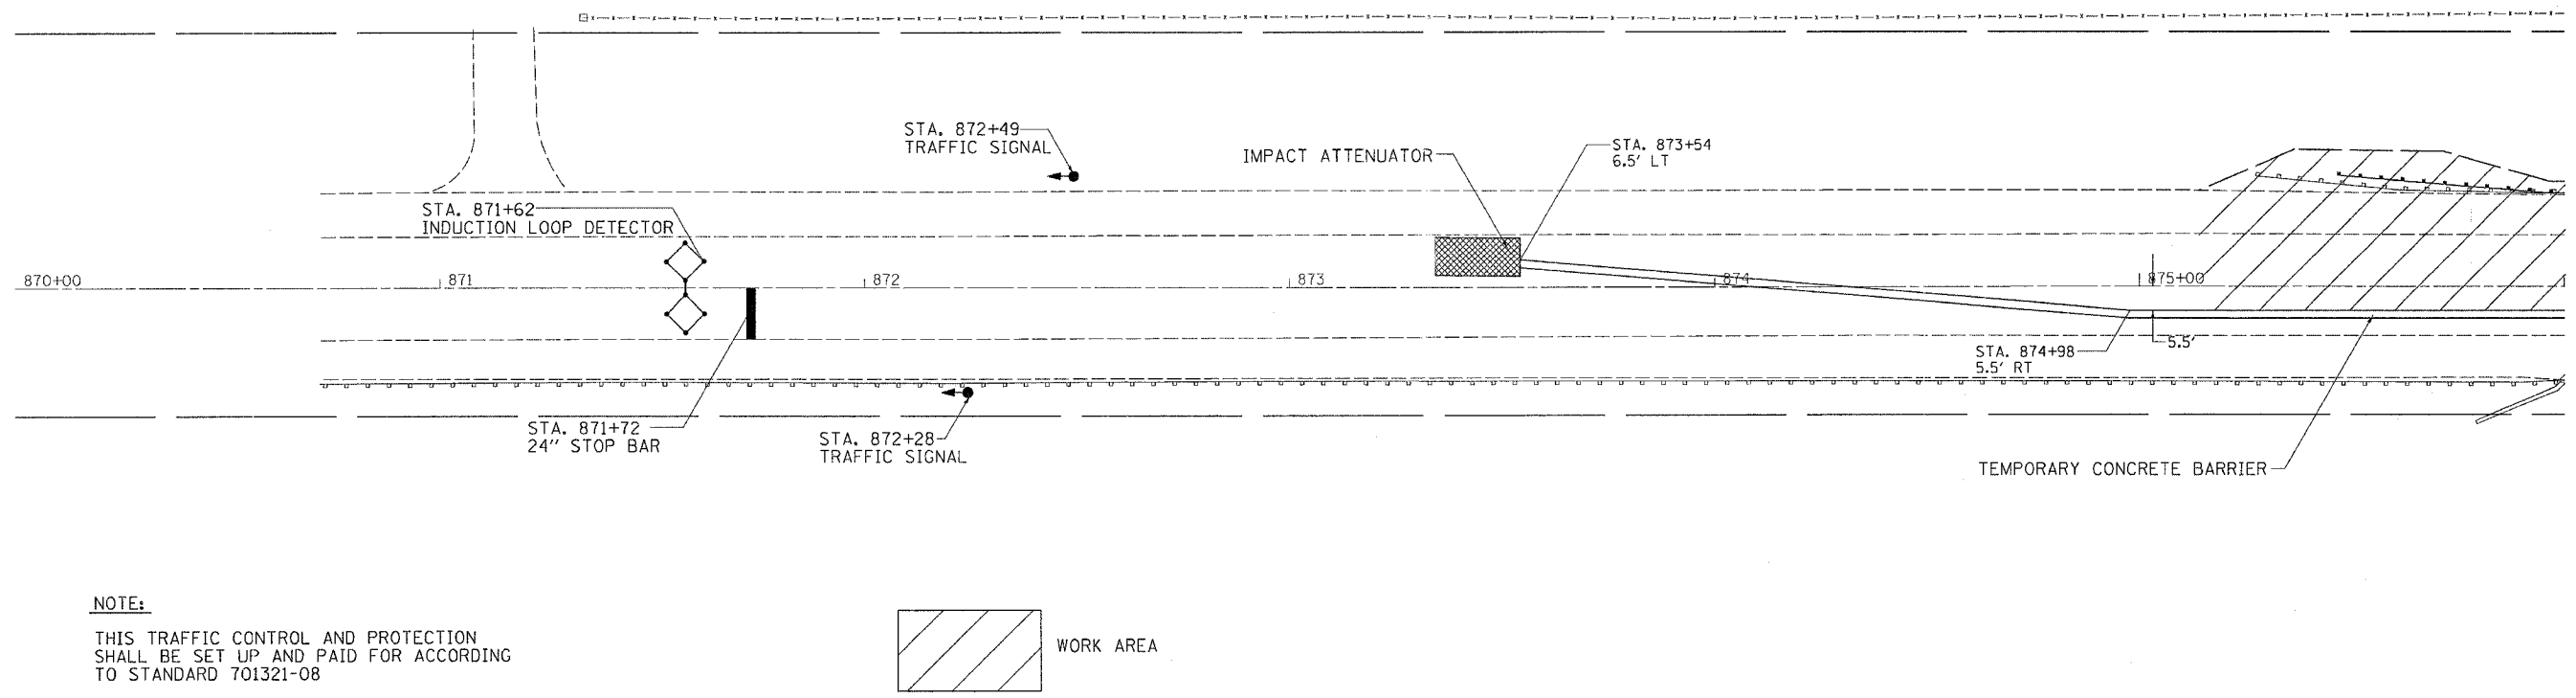 STA. 872+49
TRAFFIC SIGNAL
IMPACT ATTENUATOR
STA. 873+54
6.5' LT
STA. 871+62
INDUCTION LOOP DETECTOR
870+00
871
872
873
874
875+00
5.5'
STA. 874+98
5.5' RT
STA. 871+72
24" STOP BAR
STA. 872+28
TRAFFIC SIGNAL
TEMPORARY CONCRETE BARRIER
NOTE:
THIS TRAFFIC CONTROL AND PROTECTION
SHALL BE SET UP AND PAID FOR ACCORDING
TO STANDARD 701321-08
WORK AREA